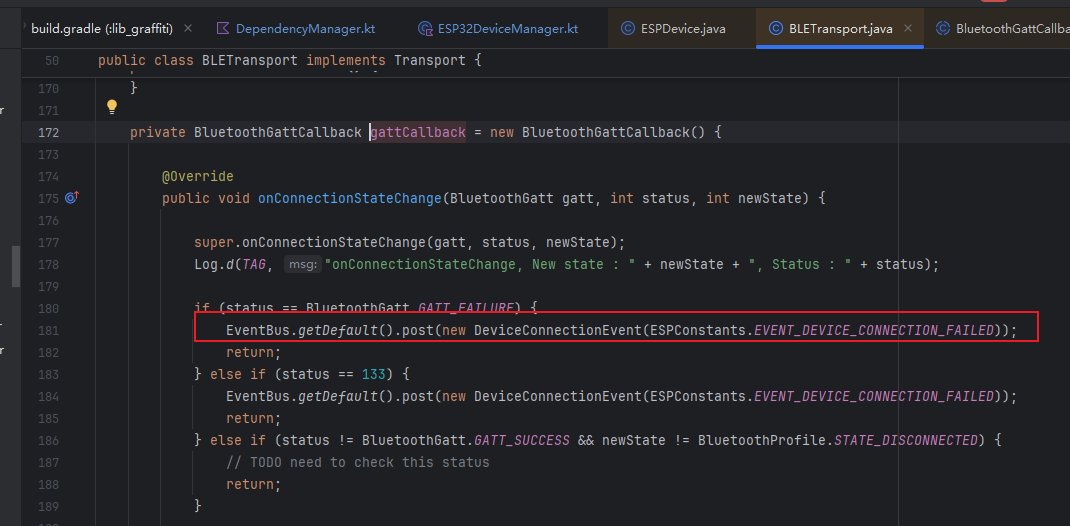 build.gradle (:lib_graffiti)
DependencyManager.kt
ESP32DeviceManager.kt
ESPDevice.java
BLETransport.java
BluetoothGattCallba
50 public class BLETransport implements Transport {
170 }
171
172 private BluetoothGattCallback gattCallback = new BluetoothGattCallback() {
173
174 @Override
175 public void onConnectionStateChange(BluetoothGatt gatt, int status, int newState) {
176
177 super.onConnectionStateChange(gatt, status, newState);
178 Log.d(TAG, msg: "onConnectionStateChange, New state : " + newState + ", Status : " + status);
179
180 if (status == BluetoothGatt.GATT_FAILURE) {
181 EventBus.getDefault().post(new DeviceConnectionEvent(ESPConstants.EVENT_DEVICE_CONNECTION_FAILED));
182 return;
183 } else if (status == 133) {
184 EventBus.getDefault().post(new DeviceConnectionEvent(ESPConstants.EVENT_DEVICE_CONNECTION_FAILED));
185 return;
186 } else if (status != BluetoothGatt.GATT_SUCCESS && newState != BluetoothProfile.STATE_DISCONNECTED) {
187 // TODO need to check this status
188 return;
189 }